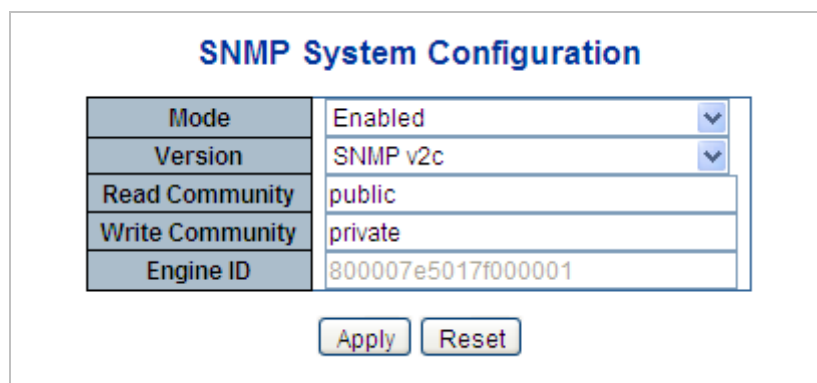 SNMP System Configuration
Mode Enabled
Version SNMP v2c
Read Community public
Write Community private
Engine ID 800007e5017f000001
Apply Reset